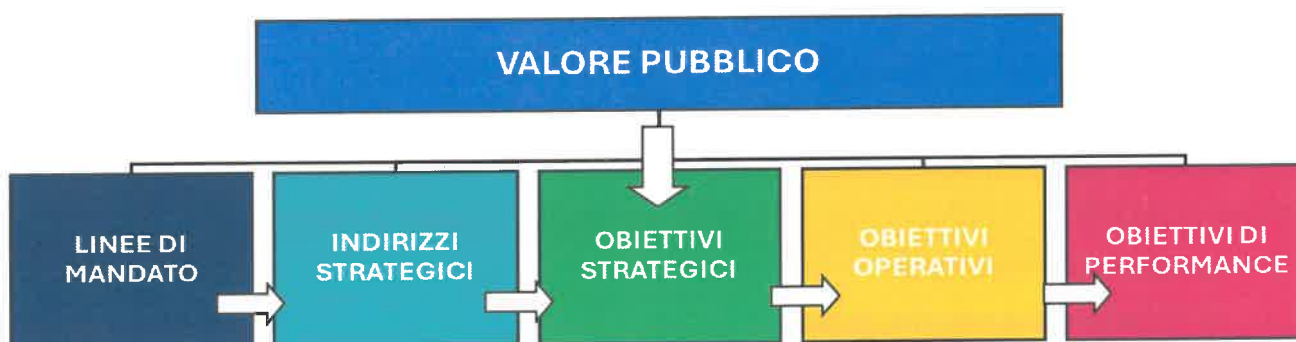 VALORE PUBBLICO
LINEE DI
MANDATO
INDIRIZZI
STRATEGICI
OBIETTIVI
STRATEGICI
OBIETTIVI
OPERATIVI
OBIETTIVI DI
PERFORMANCE